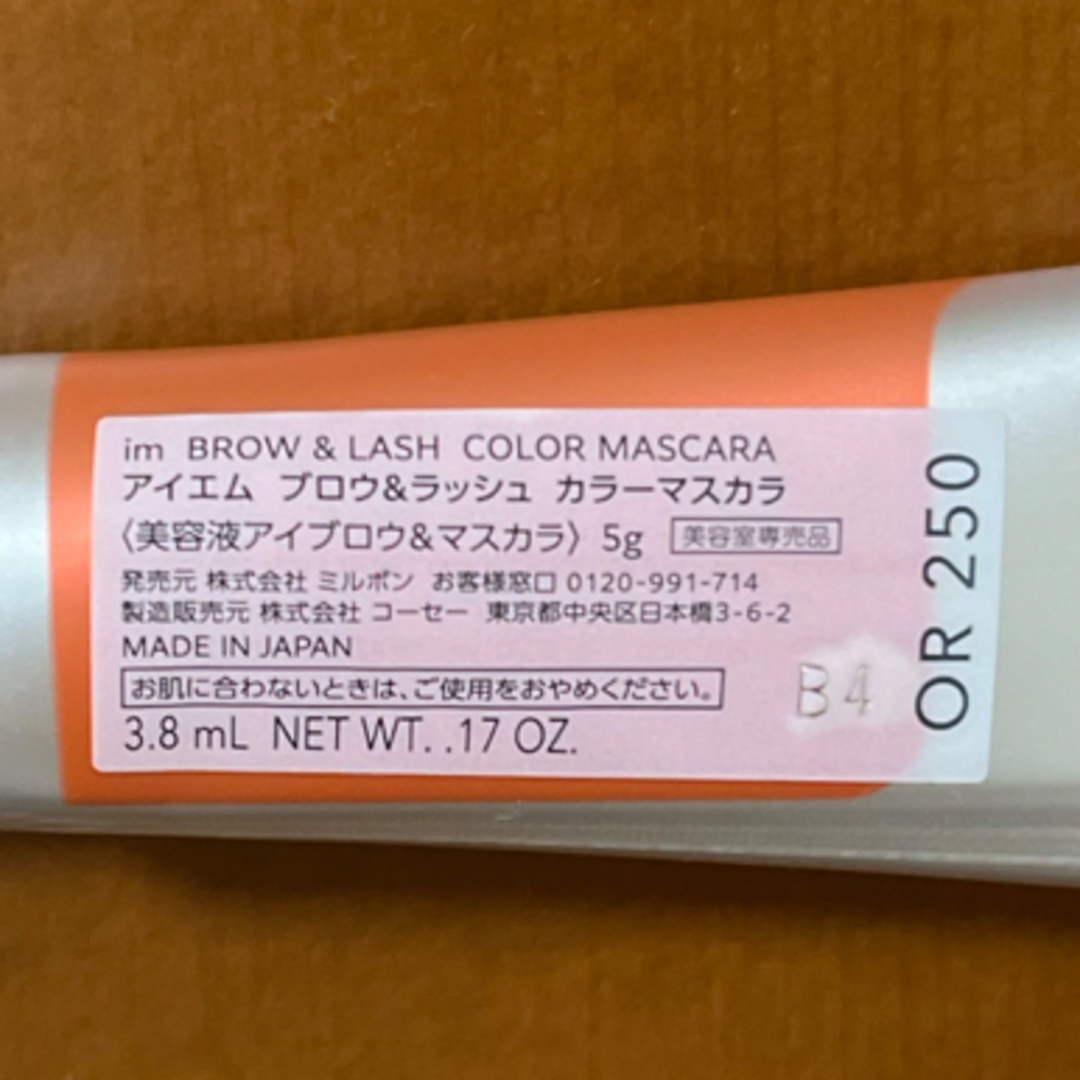 im BROW & LASH COLOR MASCARA
アイエム ブロウ&ラッシュ カラーマスカラ
〈美容液アイブロウ&マスカラ〉 5g 美容室専売品
発売元 株式会社 ミルボン お客様窓口 0120-991-714
製造販売元 株式会社 コーセー 東京都中央区日本橋3-6-2
MADE IN JAPAN
お肌に合わないときは、ご使用をおやめください。
3.8 mL NET WT. .17 OZ.
B4
OR 250